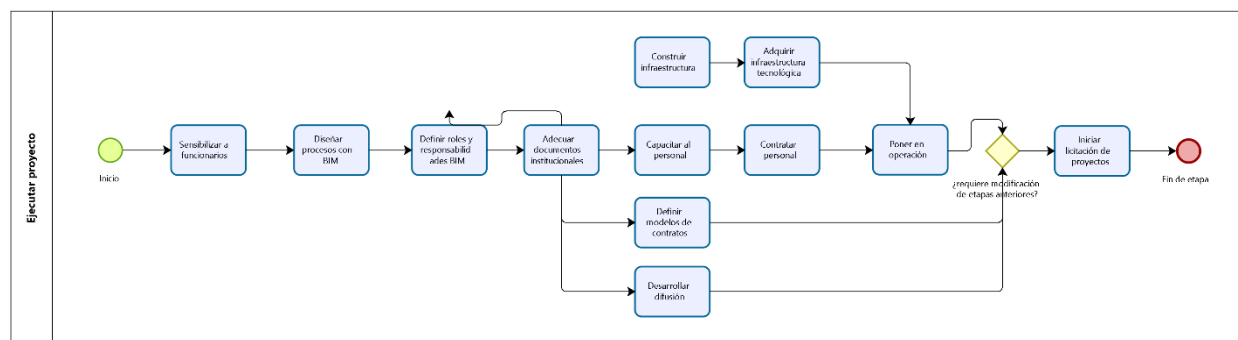 Ejecutar proyecto
Inicio
Sensibilizar a
funcionarios
Diseñar
procesos con
BIM
Definir roles y
responsabilid
ades BIM
Adecuar
documentos
institucionales
Construir
infraestructura
Adquirir
infraestructura
tecnológica
Capacitar al
personal
Contratar
personal
Poner en
operación
Definir
modelos de
contratos
Desarrollar
difusión
¿requiere modificación
de etapas anteriores?
Iniciar
licitación de
proyectos
Fin de etapa